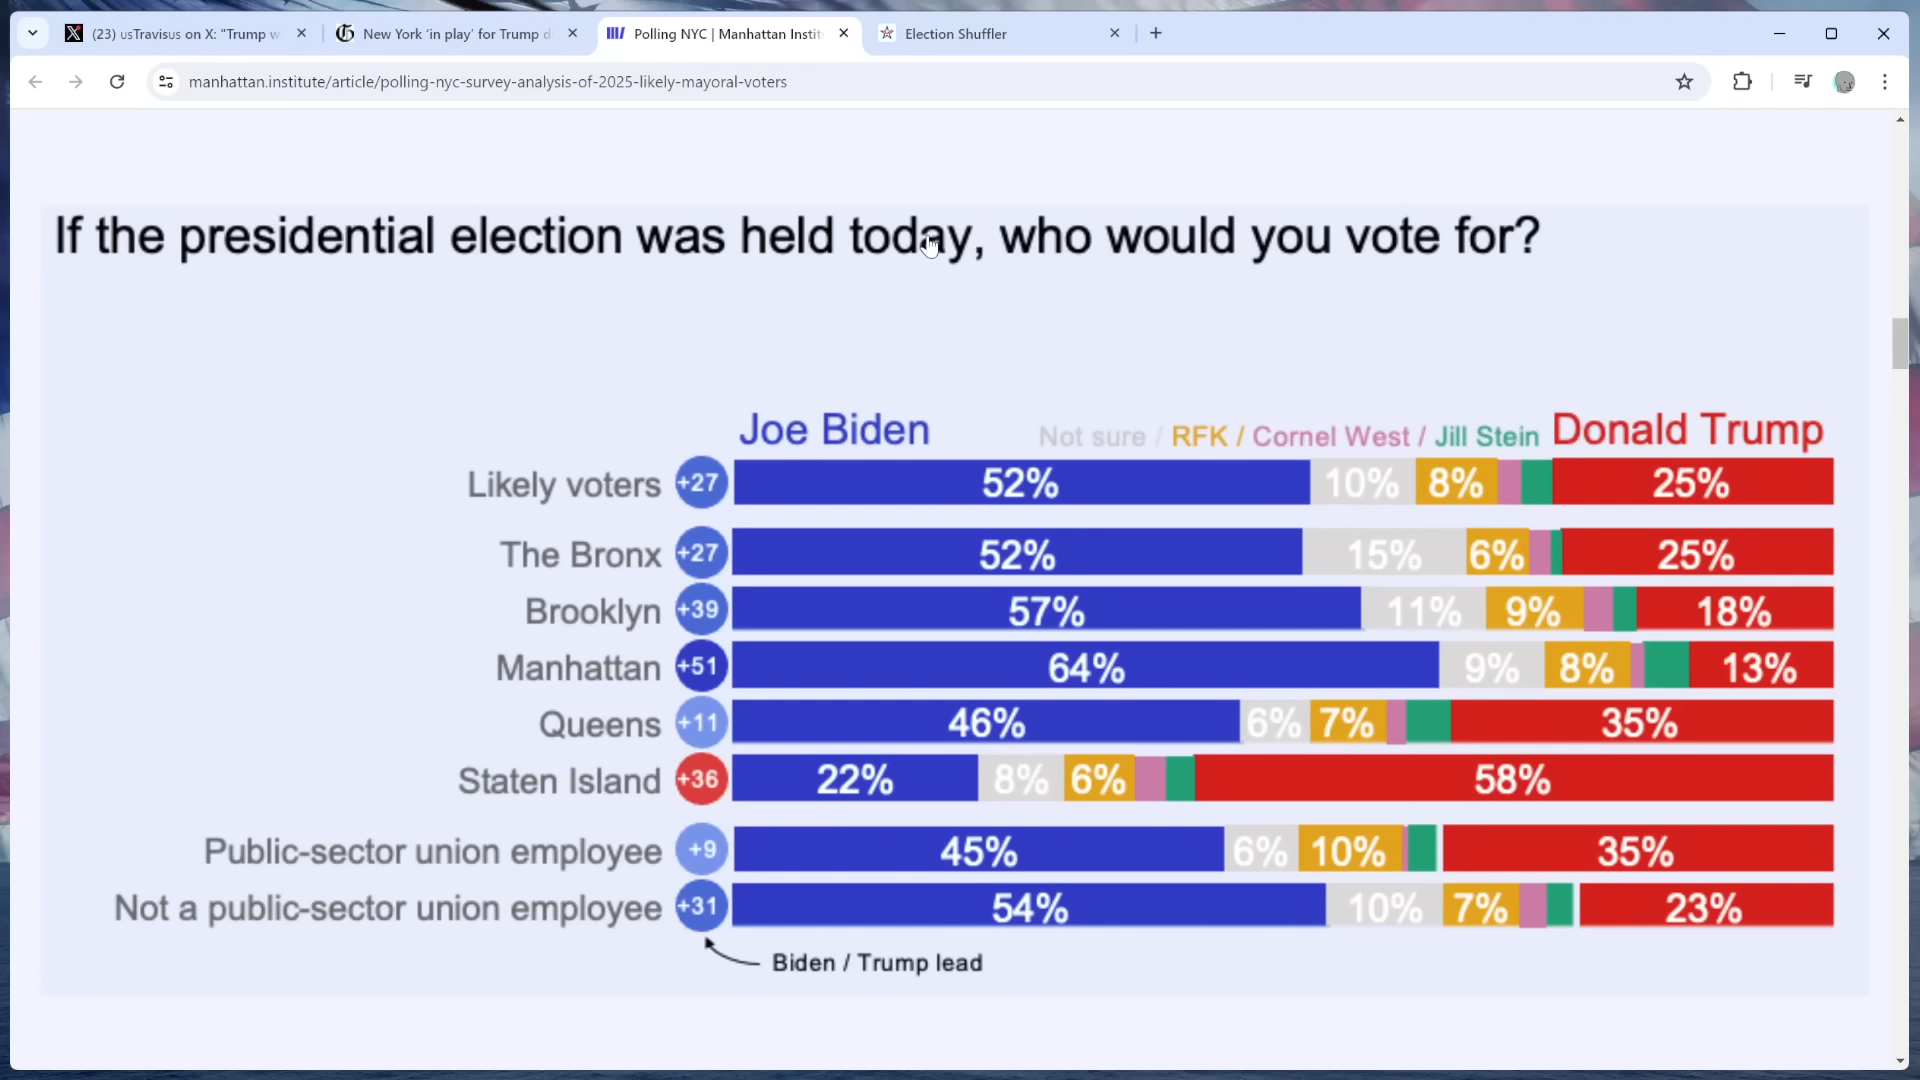 (23) usTravisus on X: "Trump w
New York 'in play' for Trump d
Polling NYC | Manhattan Instit
Election Shuffler
manhattan.institute/article/polling-nyc-survey-analysis-of-2025-likely-mayoral-voters
If the presidential election was held today, who would you vote for?
Joe Biden Not sure / RFK / Cornel West / Jill Stein Donald Trump
Likely voters +27 52% 10% 8% 25%
The Bronx +27 52% 15% 6% 25%
Brooklyn +39 57% 11% 9% 18%
Manhattan +51 64% 9% 8% 13%
Queens +11 46% 6% 7% 35%
Staten Island +36 22% 8% 6% 58%
Public-sector union employee +9 45% 6% 10% 35%
Not a public-sector union employee +31 54% 10% 7% 23%
Biden / Trump lead